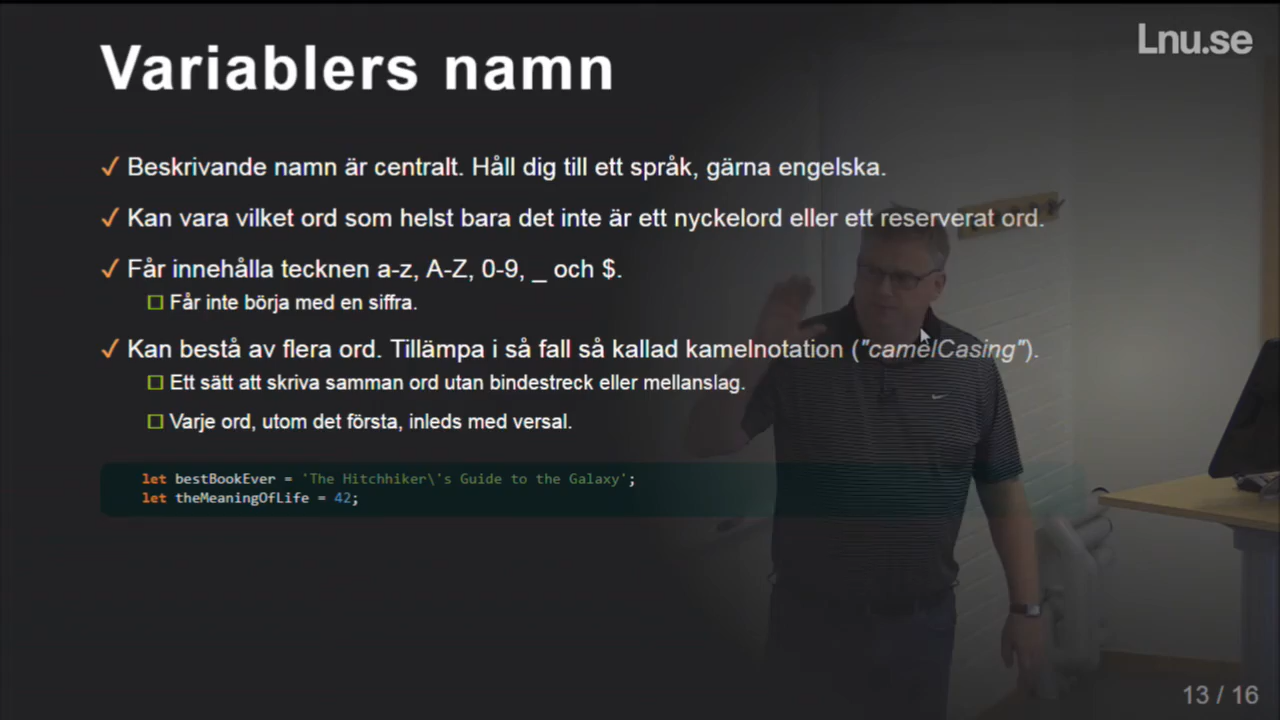 Lnu.se
Variablers namn
✓ Beskrivande namn är centralt. Håll dig till ett språk, gärna engelska.
✓ Kan vara vilket ord som helst bara det inte är ett nyckelord eller ett reserverat ord.
✓ Får innehålla tecknen a-z, A-Z, 0-9, _ och $.
□ Får inte börja med en siffra.
✓ Kan bestå av flera ord. Tillämpa i så fall så kallad kamelnotation ("camelCasing").
□ Ett sätt att skriva samman ord utan bindestreck eller mellanslag.
□ Varje ord, utom det första, inleds med versal.
let bestBookEver = 'The Hitchhiker\'s Guide to the Galaxy';
let theMeaningOfLife = 42;
13 / 16